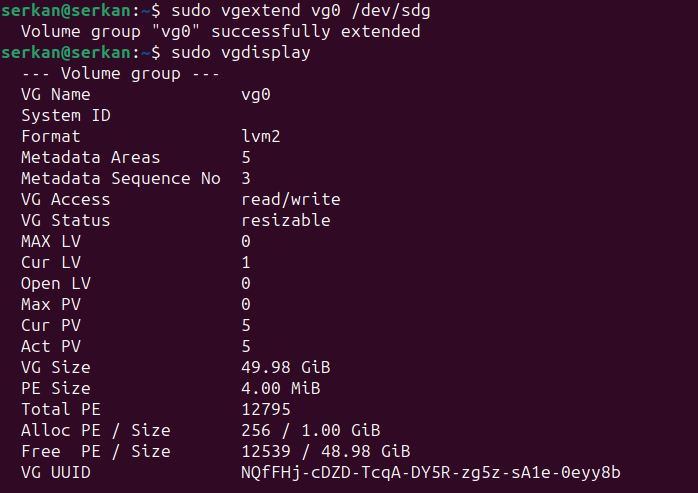 serkan@serkan:~$ sudo vgextend vg0 /dev/sdg
  Volume group "vg0" successfully extended
serkan@serkan:~$ sudo vgdisplay
  --- Volume group ---
  VG Name               vg0
  System ID
  Format                lvm2
  Metadata Areas        5
  Metadata Sequence No  3
  VG Access             read/write
  VG Status             resizable
  MAX LV                0
  Cur LV                1
  Open LV               0
  Max PV                0
  Cur PV                5
  Act PV                5
  VG Size               49.98 GiB
  PE Size               4.00 MiB
  Total PE              12795
  Alloc PE / Size       256 / 1.00 GiB
  Free  PE / Size       12539 / 48.98 GiB
  VG UUID               NQfFHj-cDZD-TcqA-DY5R-zg5z-sA1e-0eyy8b